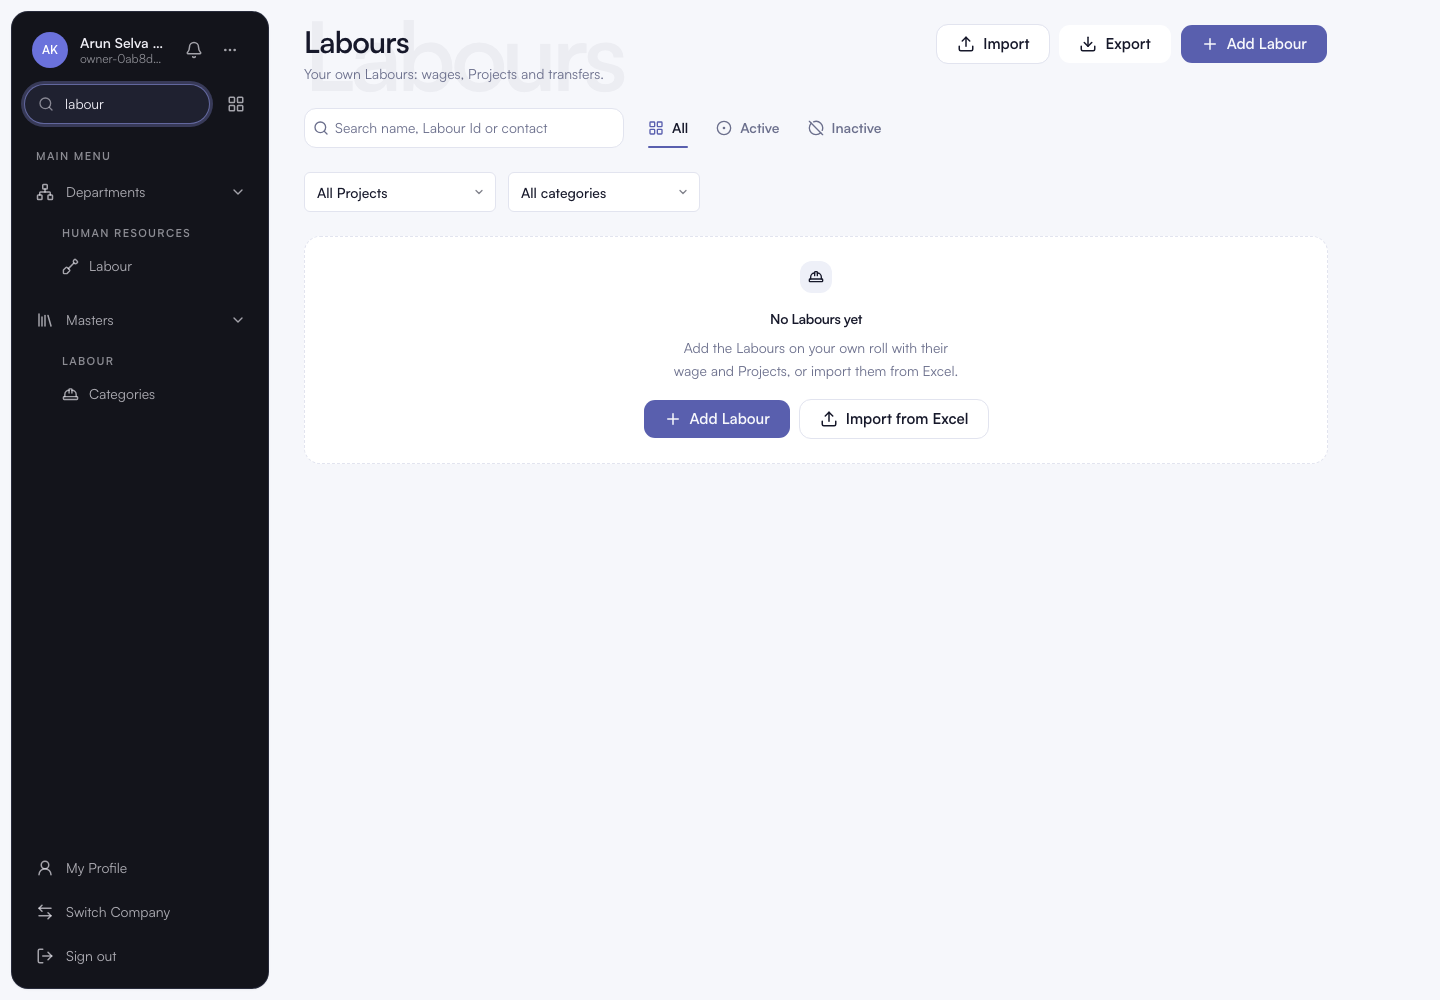 AK
Arun Selva ...
owner-0ab8d...
labour
MAIN MENU
Departments
HUMAN RESOURCES
Labour
Masters
LABOUR
Categories
My Profile
Switch Company
Sign out
Labours
Labours
Your own Labours: wages, Projects and transfers.
Import
Export
Add Labour
Search name, Labour Id or contact
All
Active
Inactive
All Projects
All categories
No Labours yet
Add the Labours on your own roll with their
wage and Projects, or import them from Excel.
Add Labour
Import from Excel